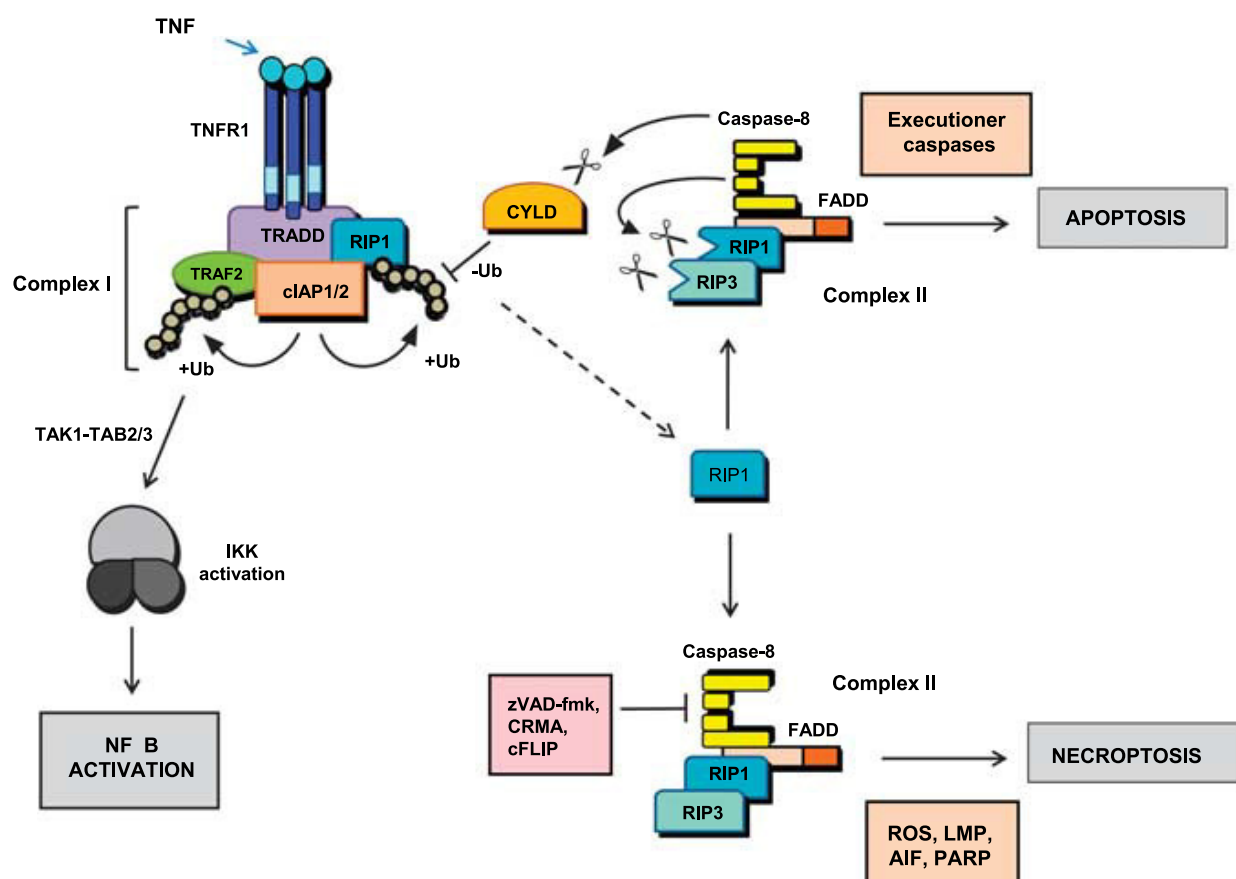 TNF
TNFR1
Complex I
TRADD
RIP1
TRAF2
cIAP1/2
+Ub
+Ub
CYLD
-Ub
TAK1-TAB2/3
IKK
activation
NF B
ACTIVATION
Caspase-8
FADD
RIP1
RIP3
Complex II
Executioner
caspases
APOPTOSIS
RIP1
Caspase-8
Complex II
zVAD-fmk,
CRMA,
cFLIP
FADD
RIP1
RIP3
NECROPTOSIS
ROS, LMP,
AIF, PARP